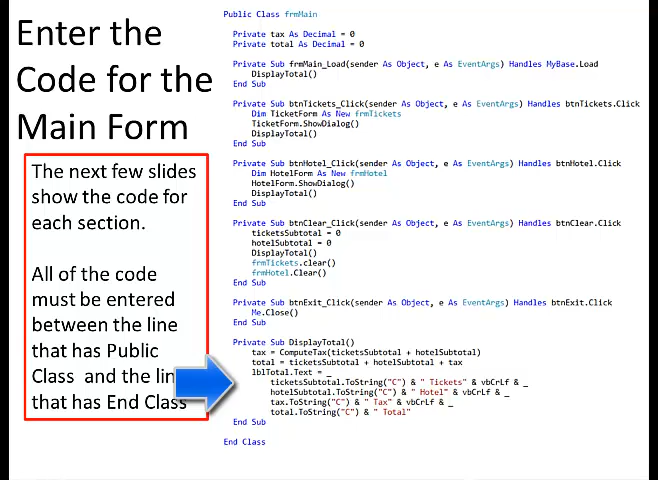 Enter the
Code for the
Main Form
The next few slides
show the code for
each section.
All of the code
must be entered
between the line
that has Public
Class and the line
that has End Class
Public Class frmMain
Private tax As Decimal = 0
Private total As Decimal = 0
Private Sub frmMain_Load(sender As Object, e As EventArgs) Handles MyBase.Load
DisplayTotal()
End Sub
Private Sub btnTickets_Click(sender As Object, e As EventArgs) Handles btnTickets.Click
Dim TicketForm As New frmTickets
TicketForm.ShowDialog()
DisplayTotal()
End Sub
Private Sub btnHotel_Click(sender As Object, e As EventArgs) Handles btnHotel.Click
Dim HotelForm As New frmHotel
HotelForm.ShowDialog()
DisplayTotal()
End Sub
Private Sub btnClear_Click(sender As Object, e As EventArgs) Handles btnClear.Click
ticketsSubtotal = 0
hotelSubtotal = 0
DisplayTotal()
frmTickets.clear()
frmHotel.Clear()
End Sub
Private Sub btnExit_Click(sender As Object, e As EventArgs) Handles btnExit.Click
Me.Close()
End Sub
Private Sub DisplayTotal()
tax = ComputeTax(ticketsSubtotal + hotelSubtotal)
total = ticketsSubtotal + hotelSubtotal + tax
lblTotal.Text = _
ticketsSubtotal.ToString("C") & " Tickets" & vbCrLf & _
hotelSubtotal.ToString("C") & " Hotel" & vbCrLf & _
tax.ToString("C") & " Tax" & vbCrLf & _
total.ToString("C") & " Total"
End Sub
End Class